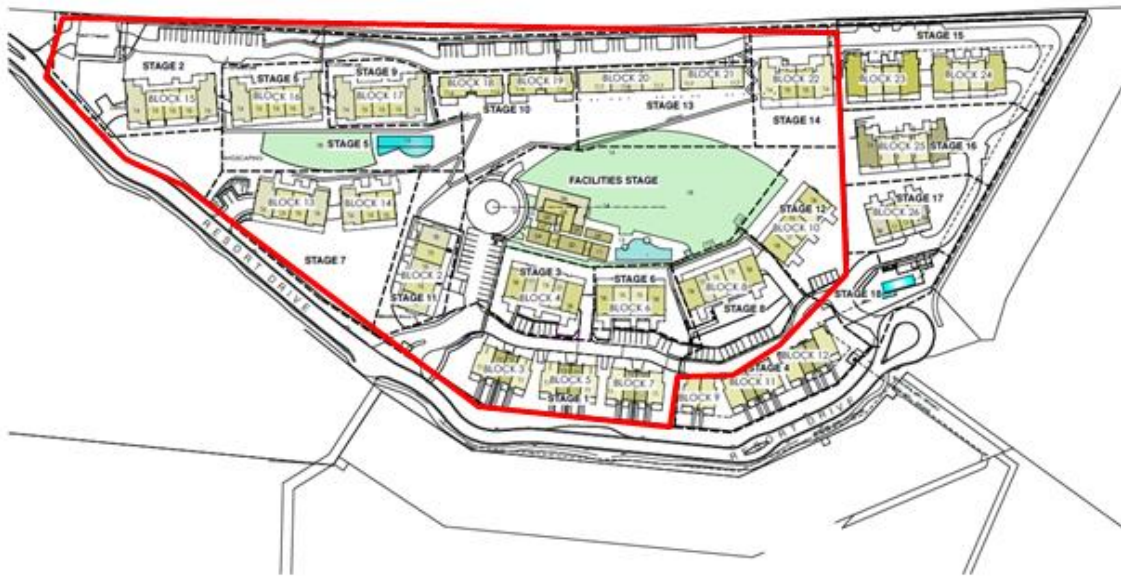 STAGE 15
STAGE 2
STAGE 9
BLOCK 15
BLOCK 16
BLOCK 17
BLOCK 18
BLOCK 19
BLOCK 20
BLOCK 21
BLOCK 22
BLOCK 23
BLOCK 24
STAGE 10
STAGE 13
STAGE 14
STAGE 5
BLOCK 25
STAGE 16
FACILITIES STAGE
BLOCK 13
BLOCK 14
STAGE 12
BLOCK 10
STAGE 17
BLOCK 26
RESORT DRIVE
STAGE 7
BLOCK 2
STAGE 11
STAGE 3
BLOCK 4
STAGE 6
BLOCK 6
BLOCK 8
STAGE 8
STAGE 18
BLOCK 3
BLOCK 5
BLOCK 7
STAGE 1
BLOCK 9
BLOCK 11
STAGE 4
BLOCK 12
RESORT DRIVE